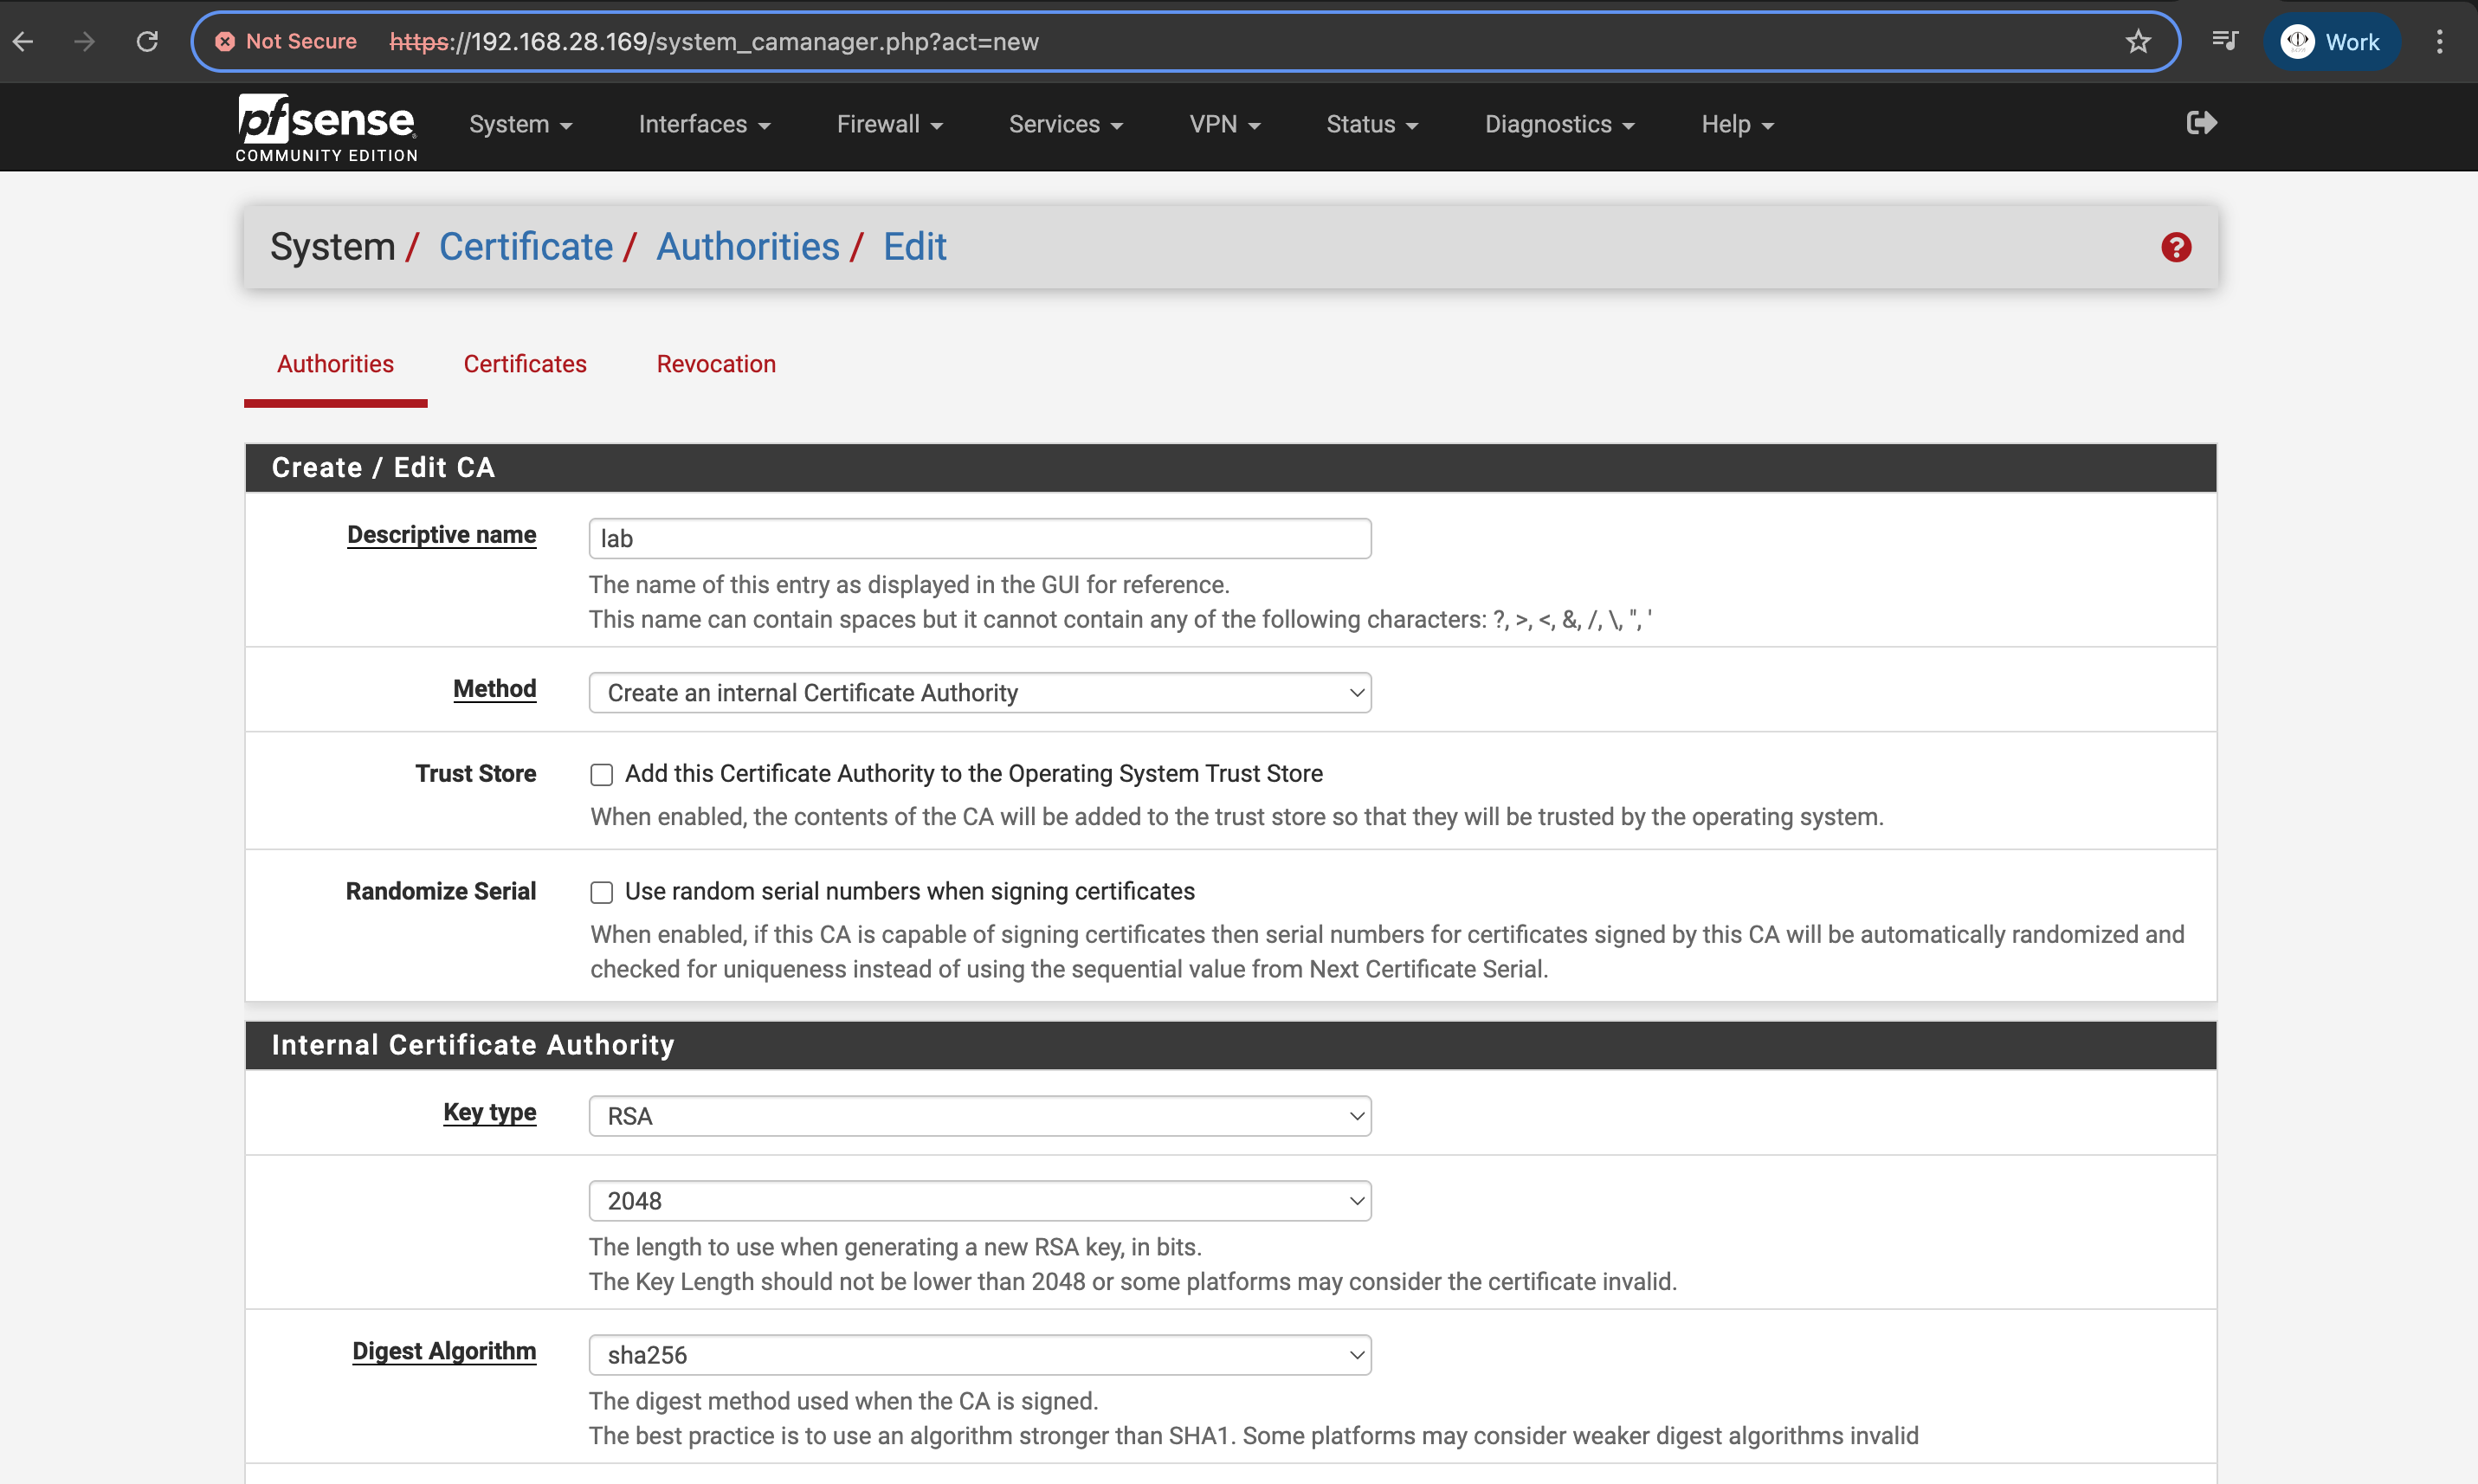 Not Secure https://192.168.28.169/system_camanager.php?act=new Work
pfsense System Interfaces Firewall Services VPN Status Diagnostics Help
COMMUNITY EDITION
System / Certificate / Authorities / Edit
Authorities Certificates Revocation
Create / Edit CA
Descriptive name lab
The name of this entry as displayed in the GUI for reference.
This name can contain spaces but it cannot contain any of the following characters: ?, >, <, &, /, \, ", '
Method Create an internal Certificate Authority
Trust Store Add this Certificate Authority to the Operating System Trust Store
When enabled, the contents of the CA will be added to the trust store so that they will be trusted by the operating system.
Randomize Serial Use random serial numbers when signing certificates
When enabled, if this CA is capable of signing certificates then serial numbers for certificates signed by this CA will be automatically randomized and
checked for uniqueness instead of using the sequential value from Next Certificate Serial.
Internal Certificate Authority
Key type RSA
2048
The length to use when generating a new RSA key, in bits.
The Key Length should not be lower than 2048 or some platforms may consider the certificate invalid.
Digest Algorithm sha256
The digest method used when the CA is signed.
The best practice is to use an algorithm stronger than SHA1. Some platforms may consider weaker digest algorithms invalid